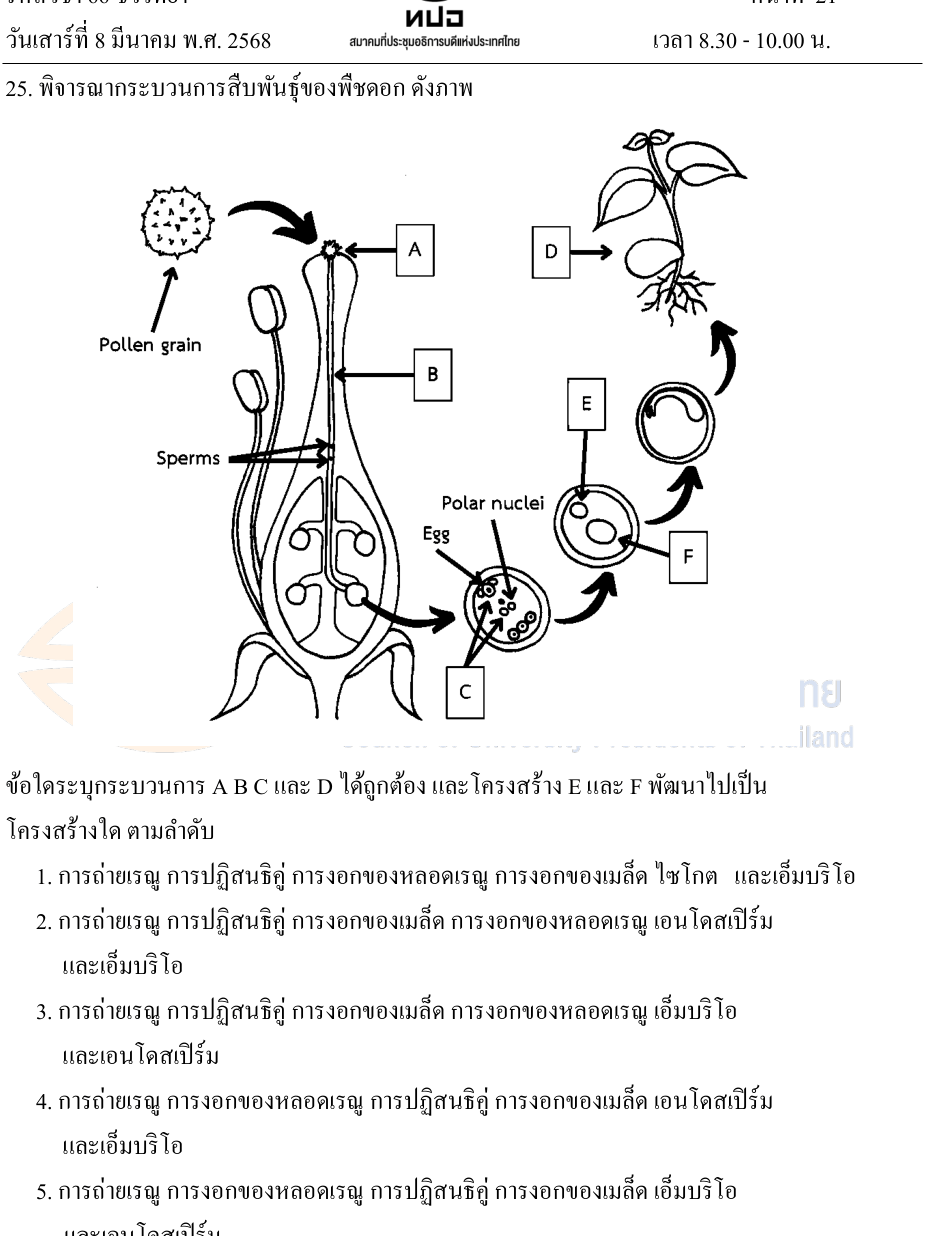 ทปอ
วันเสาร์ที่ 8 มีนาคม พ.ศ. 2568
สมาคมที่ประชุมอธิการบดีแห่งประเทศไทย
เวลา 8.30 - 10.00 น.
25. พิจารณากระบวนการสืบพันธุ์ของพืชดอก ดังภาพ
A
D
Pollen grain
B
E
Sperms
Polar nuclei
Egg
F
C
ข้อใดระบุกระบวนการ A B C และ D ได้ถูกต้อง และโครงสร้าง E และ F พัฒนาไปเป็น
โครงสร้างใด ตามลำดับ
1. การถ่ายเรณู การปฏิสนธิคู่ การงอกของหลอดเรณู การงอกของเมล็ด ไซโกต และเอ็มบริโอ
2. การถ่ายเรณู การปฏิสนธิคู่ การงอกของเมล็ด การงอกของหลอดเรณู เอนโดสเปิร์ม
และเอ็มบริโอ
3. การถ่ายเรณู การปฏิสนธิคู่ การงอกของเมล็ด การงอกของหลอดเรณู เอ็มบริโอ
และเอนโดสเปิร์ม
4. การถ่ายเรณู การงอกของหลอดเรณู การปฏิสนธิคู่ การงอกของเมล็ด เอนโดสเปิร์ม
และเอ็มบริโอ
5. การถ่ายเรณู การงอกของหลอดเรณู การปฏิสนธิคู่ การงอกของเมล็ด เอ็มบริโอ
และเอนโดสเปิร์ม